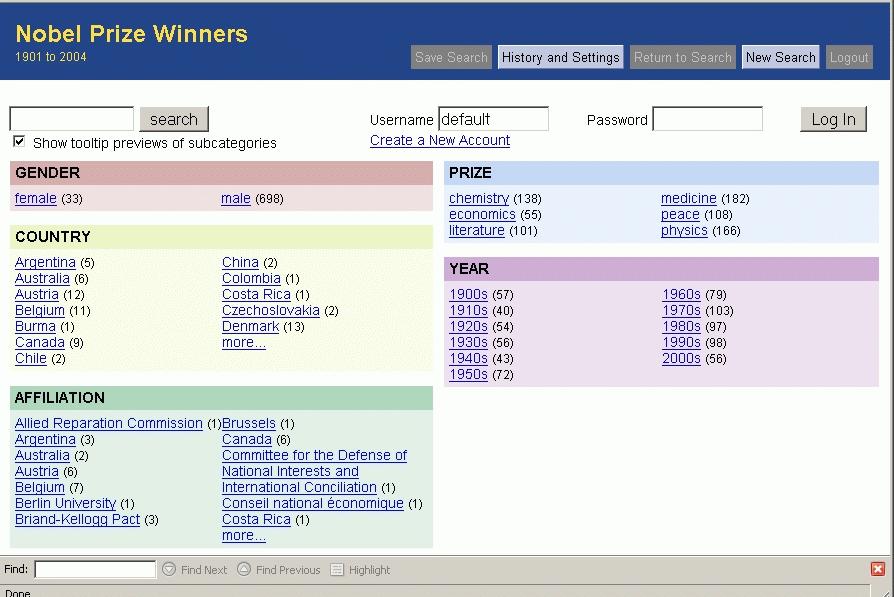 Nobel Prize Winners
1901 to 2004
Save Search History and Settings Return to Search New Search Logout
search Username default Password Log In
Show tooltip previews of subcategories Create a New Account
GENDER
female (33) male (698)
COUNTRY
Argentina (5) China (2)
Australia (6) Colombia (1)
Austria (12) Costa Rica (1)
Belgium (11) Czechoslovakia (2)
Burma (1) Denmark (13)
Canada (9) more...
Chile (2)
AFFILIATION
Allied Reparation Commission (1) Brussels (1)
Argentina (3) Canada (6)
Australia (2) Committee for the Defense of
Austria (6) National Interests and
Belgium (7) International Conciliation (1)
Berlin University (1) Conseil national économique (1)
Briand-Kellogg Pact (3) Costa Rica (1)
more...
PRIZE
chemistry (138) medicine (182)
economics (55) peace (108)
literature (101) physics (166)
YEAR
1900s (57) 1960s (79)
1910s (40) 1970s (103)
1920s (54) 1980s (97)
1930s (56) 1990s (98)
1940s (43) 2000s (56)
1950s (72)
Find: Find Next Find Previous Highlight
Done